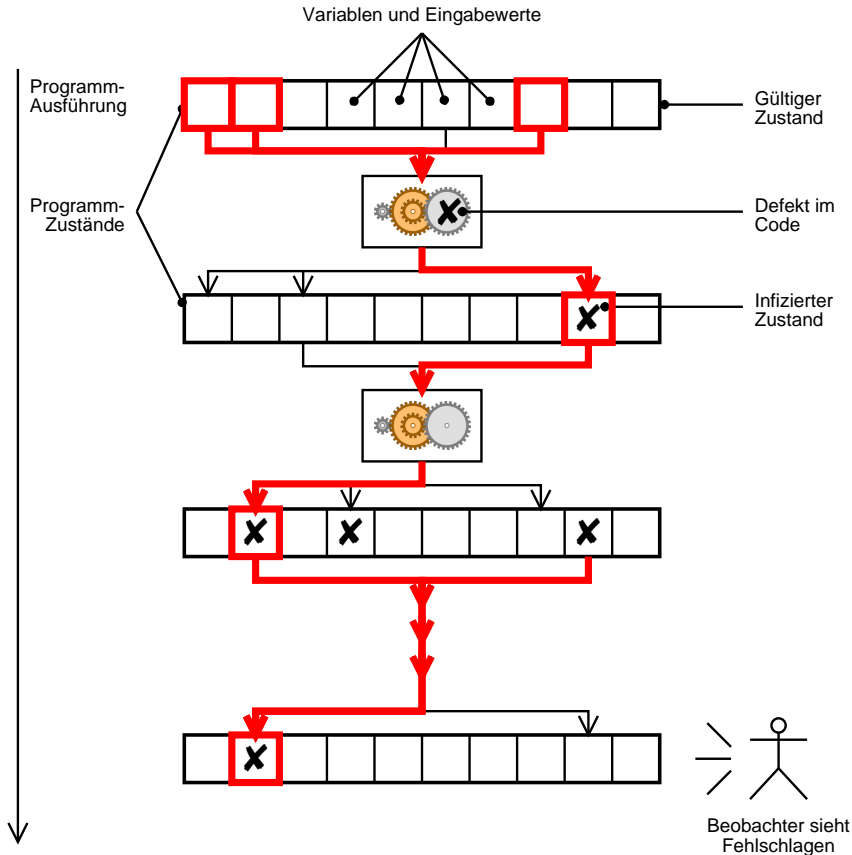 Variablen und Eingabewerte
Programm-
Ausführung
Gültiger
Zustand
Programm-
Zustände
Defekt im
Code
Infizierter
Zustand
Beobachter sieht
Fehlschlagen